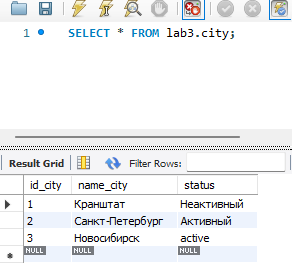 1 SELECT * FROM lab3.city;
Result Grid Filter Rows:
id_city name_city status
1 Кранштат Неактивный
2 Санкт-Петербург Активный
3 Новосибирск active
NULL NULL NULL